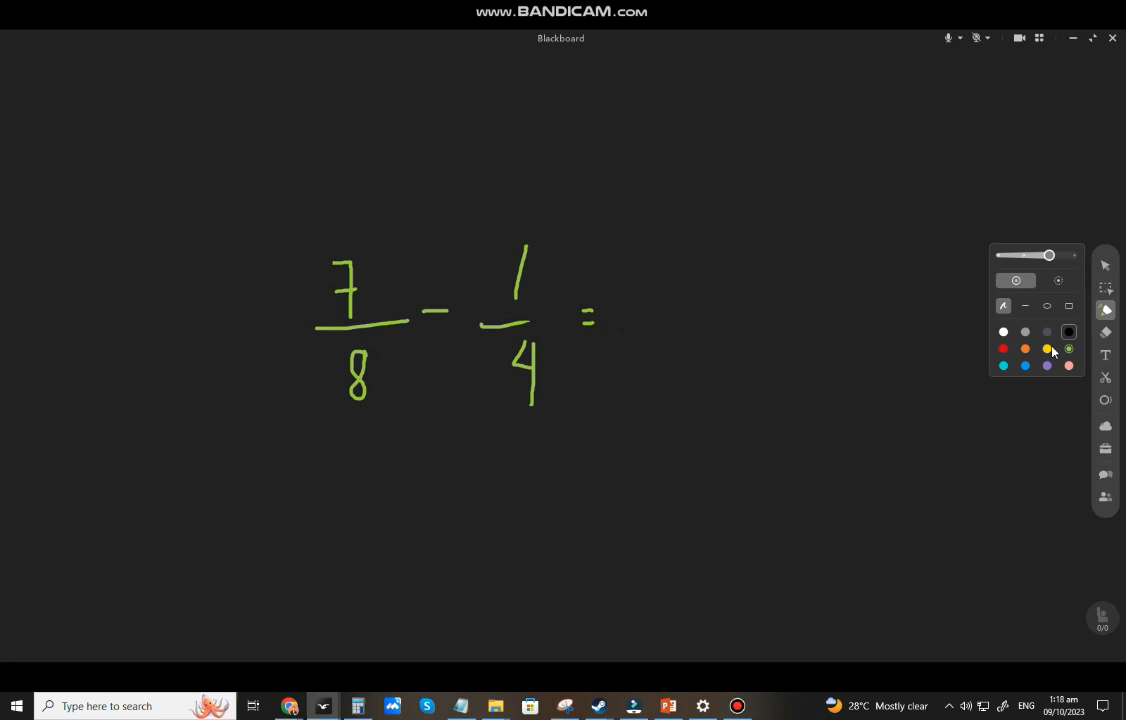 www.BANDICAM.com
Blackboard
7/8 - 1/4 =
0/0
Type here to search
28°C Mostly clear
ENG
1:18 am
09/10/2023